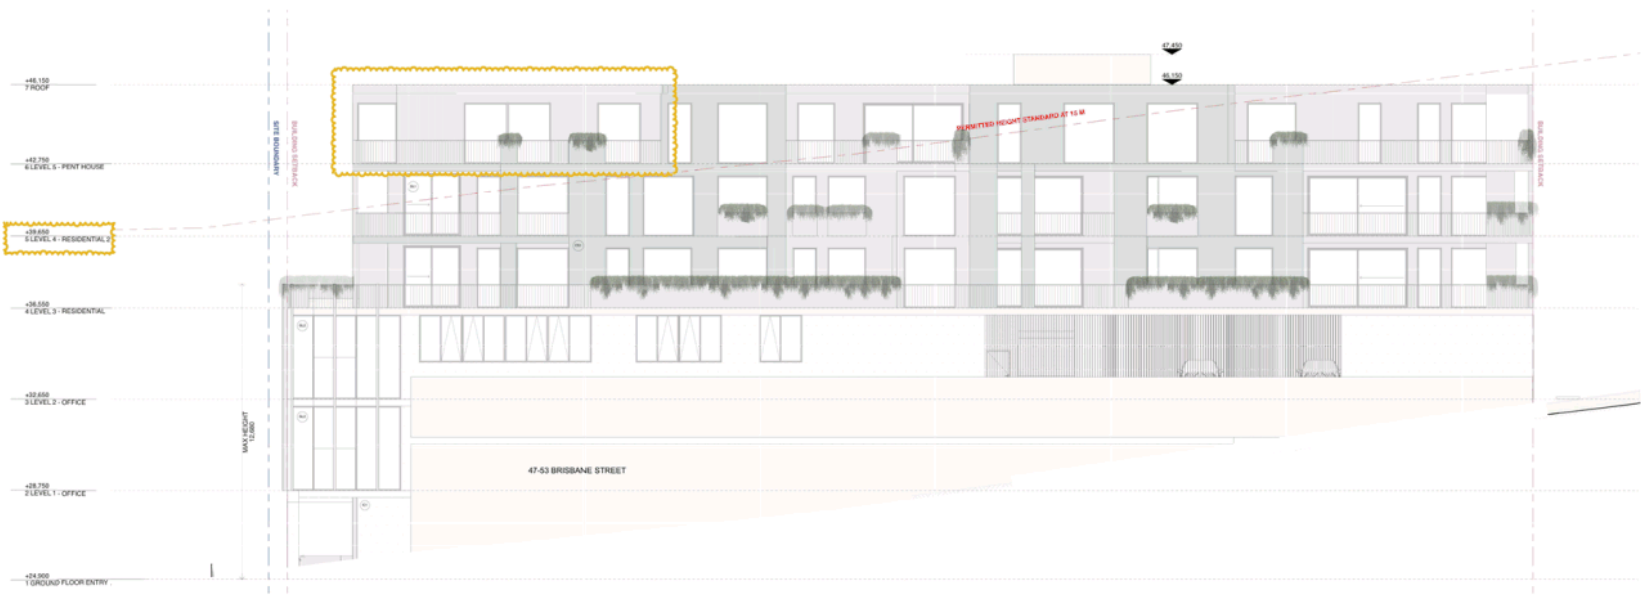 47,450
+46,150
7 ROOF
46,150
SITE BOUNDARY
BUILDING SETBACK
PERMITTED HEIGHT STANDARD AT 15 M
BUILDING SETBACK
+42,750
6 LEVEL 5 - PENT HOUSE
+39,650
5 LEVEL 4 - RESIDENTIAL 2
+36,550
4 LEVEL 3 - RESIDENTIAL
+32,650
3 LEVEL 2 - OFFICE
MAX HEIGHT
12,680
47-53 BRISBANE STREET
+28,750
2 LEVEL 1 - OFFICE
+24,900
1 GROUND FLOOR ENTRY